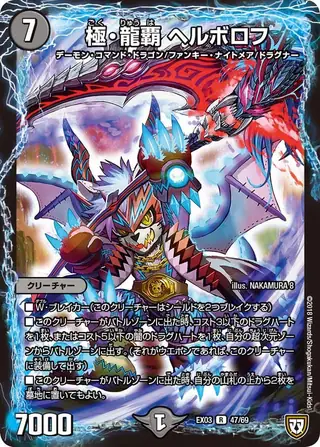 7
ごく りゅう は
極・龍覇 ヘルボロフ
デーモン・コマンド・ドラゴン/ファンキー・ナイトメア/ドラグナー
illus. NAKAMURA 8
クリーチャー
■W・ブレイカー(このクリーチャーはシールドを2つブレイクする)
■このクリーチャーがバトルゾーンに出た時、コスト3以下のドラグハート
を1枚、またはコスト5以下の闇のドラグハートを1枚、自分の超次元ゾ
ーンからバトルゾーンに出す。(それがウエポンであれば、このクリーチャー
に装備して出す)
■このクリーチャーがバトルゾーンに出た時、自分の山札の上から2枚を
墓地に置いてもよい。
©2018 Wizards/Shogakukan/Mitsui-Kids
7000
EX03 R 47/69